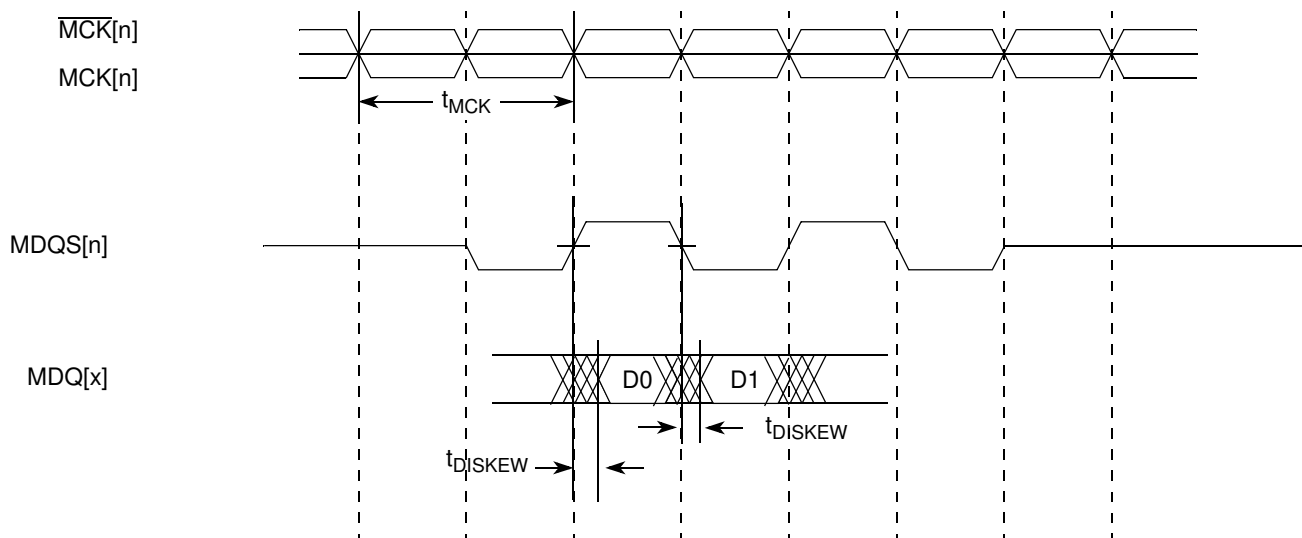 MCK[n]
MCK[n]
tMCK
MDQS[n]
MDQ[x]
D0
D1
tDISKEW
tDISKEW